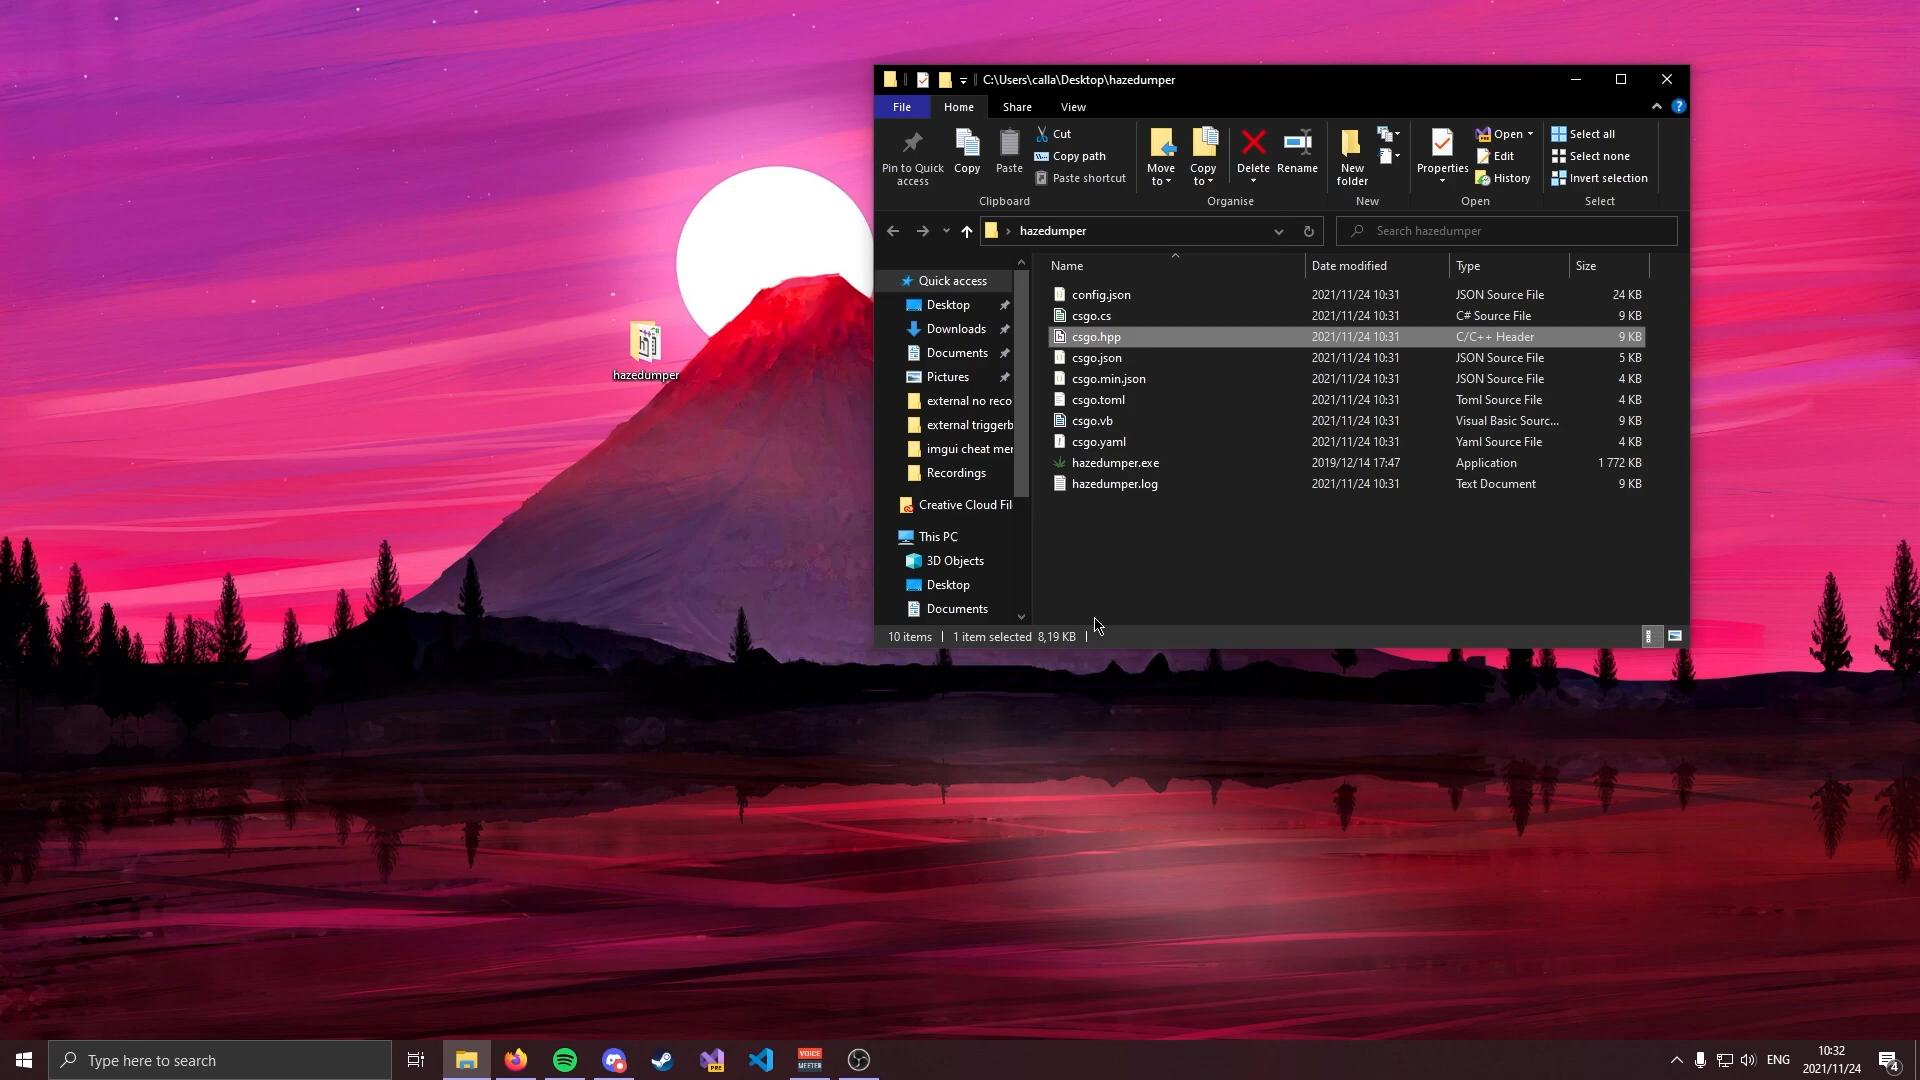 C:\Users\calla\Desktop\hazedumper
File
Home
Share
View
Pin to Quick access
Copy
Paste
Cut
Copy path
Paste shortcut
Clipboard
Move to
Copy to
Delete
Rename
Organise
New folder
New
Properties
Open
Edit
History
Open
Select all
Select none
Invert selection
Select
hazedumper
Search hazedumper
Quick access
Desktop
Downloads
Documents
Pictures
external no reco
external triggerb
imgui cheat mer
Recordings
Creative Cloud Fil
This PC
3D Objects
Desktop
Documents
Name Date modified Type Size
config.json 2021/11/24 10:31 JSON Source File 24 KB
csgo.cs 2021/11/24 10:31 C# Source File 9 KB
csgo.hpp 2021/11/24 10:31 C/C++ Header 9 KB
csgo.json 2021/11/24 10:31 JSON Source File 5 KB
csgo.min.json 2021/11/24 10:31 JSON Source File 4 KB
csgo.toml 2021/11/24 10:31 Toml Source File 4 KB
csgo.vb 2021/11/24 10:31 Visual Basic Sourc... 9 KB
csgo.yaml 2021/11/24 10:31 Yaml Source File 4 KB
hazedumper.exe 2019/12/14 17:47 Application 1 772 KB
hazedumper.log 2021/11/24 10:31 Text Document 9 KB
10 items 1 item selected 8,19 KB
hazedumper
Type here to search
PRE
VOICE
MEETER
ENG
10:32
2021/11/24
4